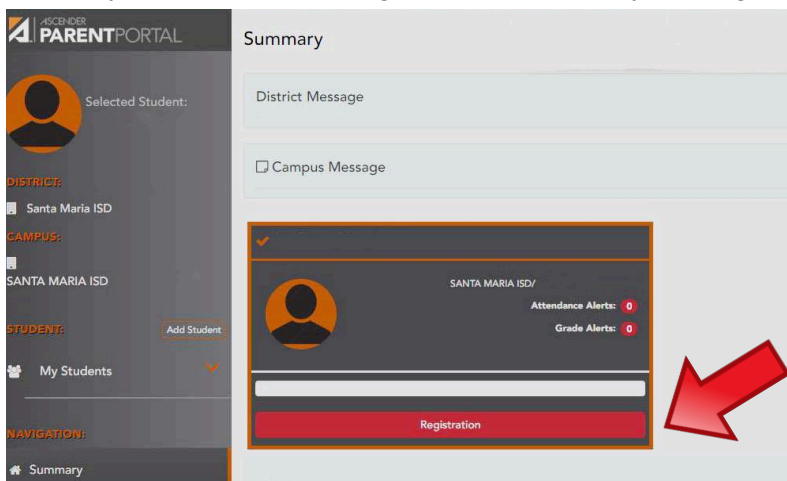 ASCENDER
PARENTPORTAL
Selected Student:
DISTRICT:
Santa Maria ISD
CAMPUS:
SANTA MARIA ISD
STUDENT:
Add Student
My Students
NAVIGATION:
Summary
Summary
District Message
Campus Message
SANTA MARIA ISD/
Attendance Alerts: 0
Grade Alerts: 0
Registration